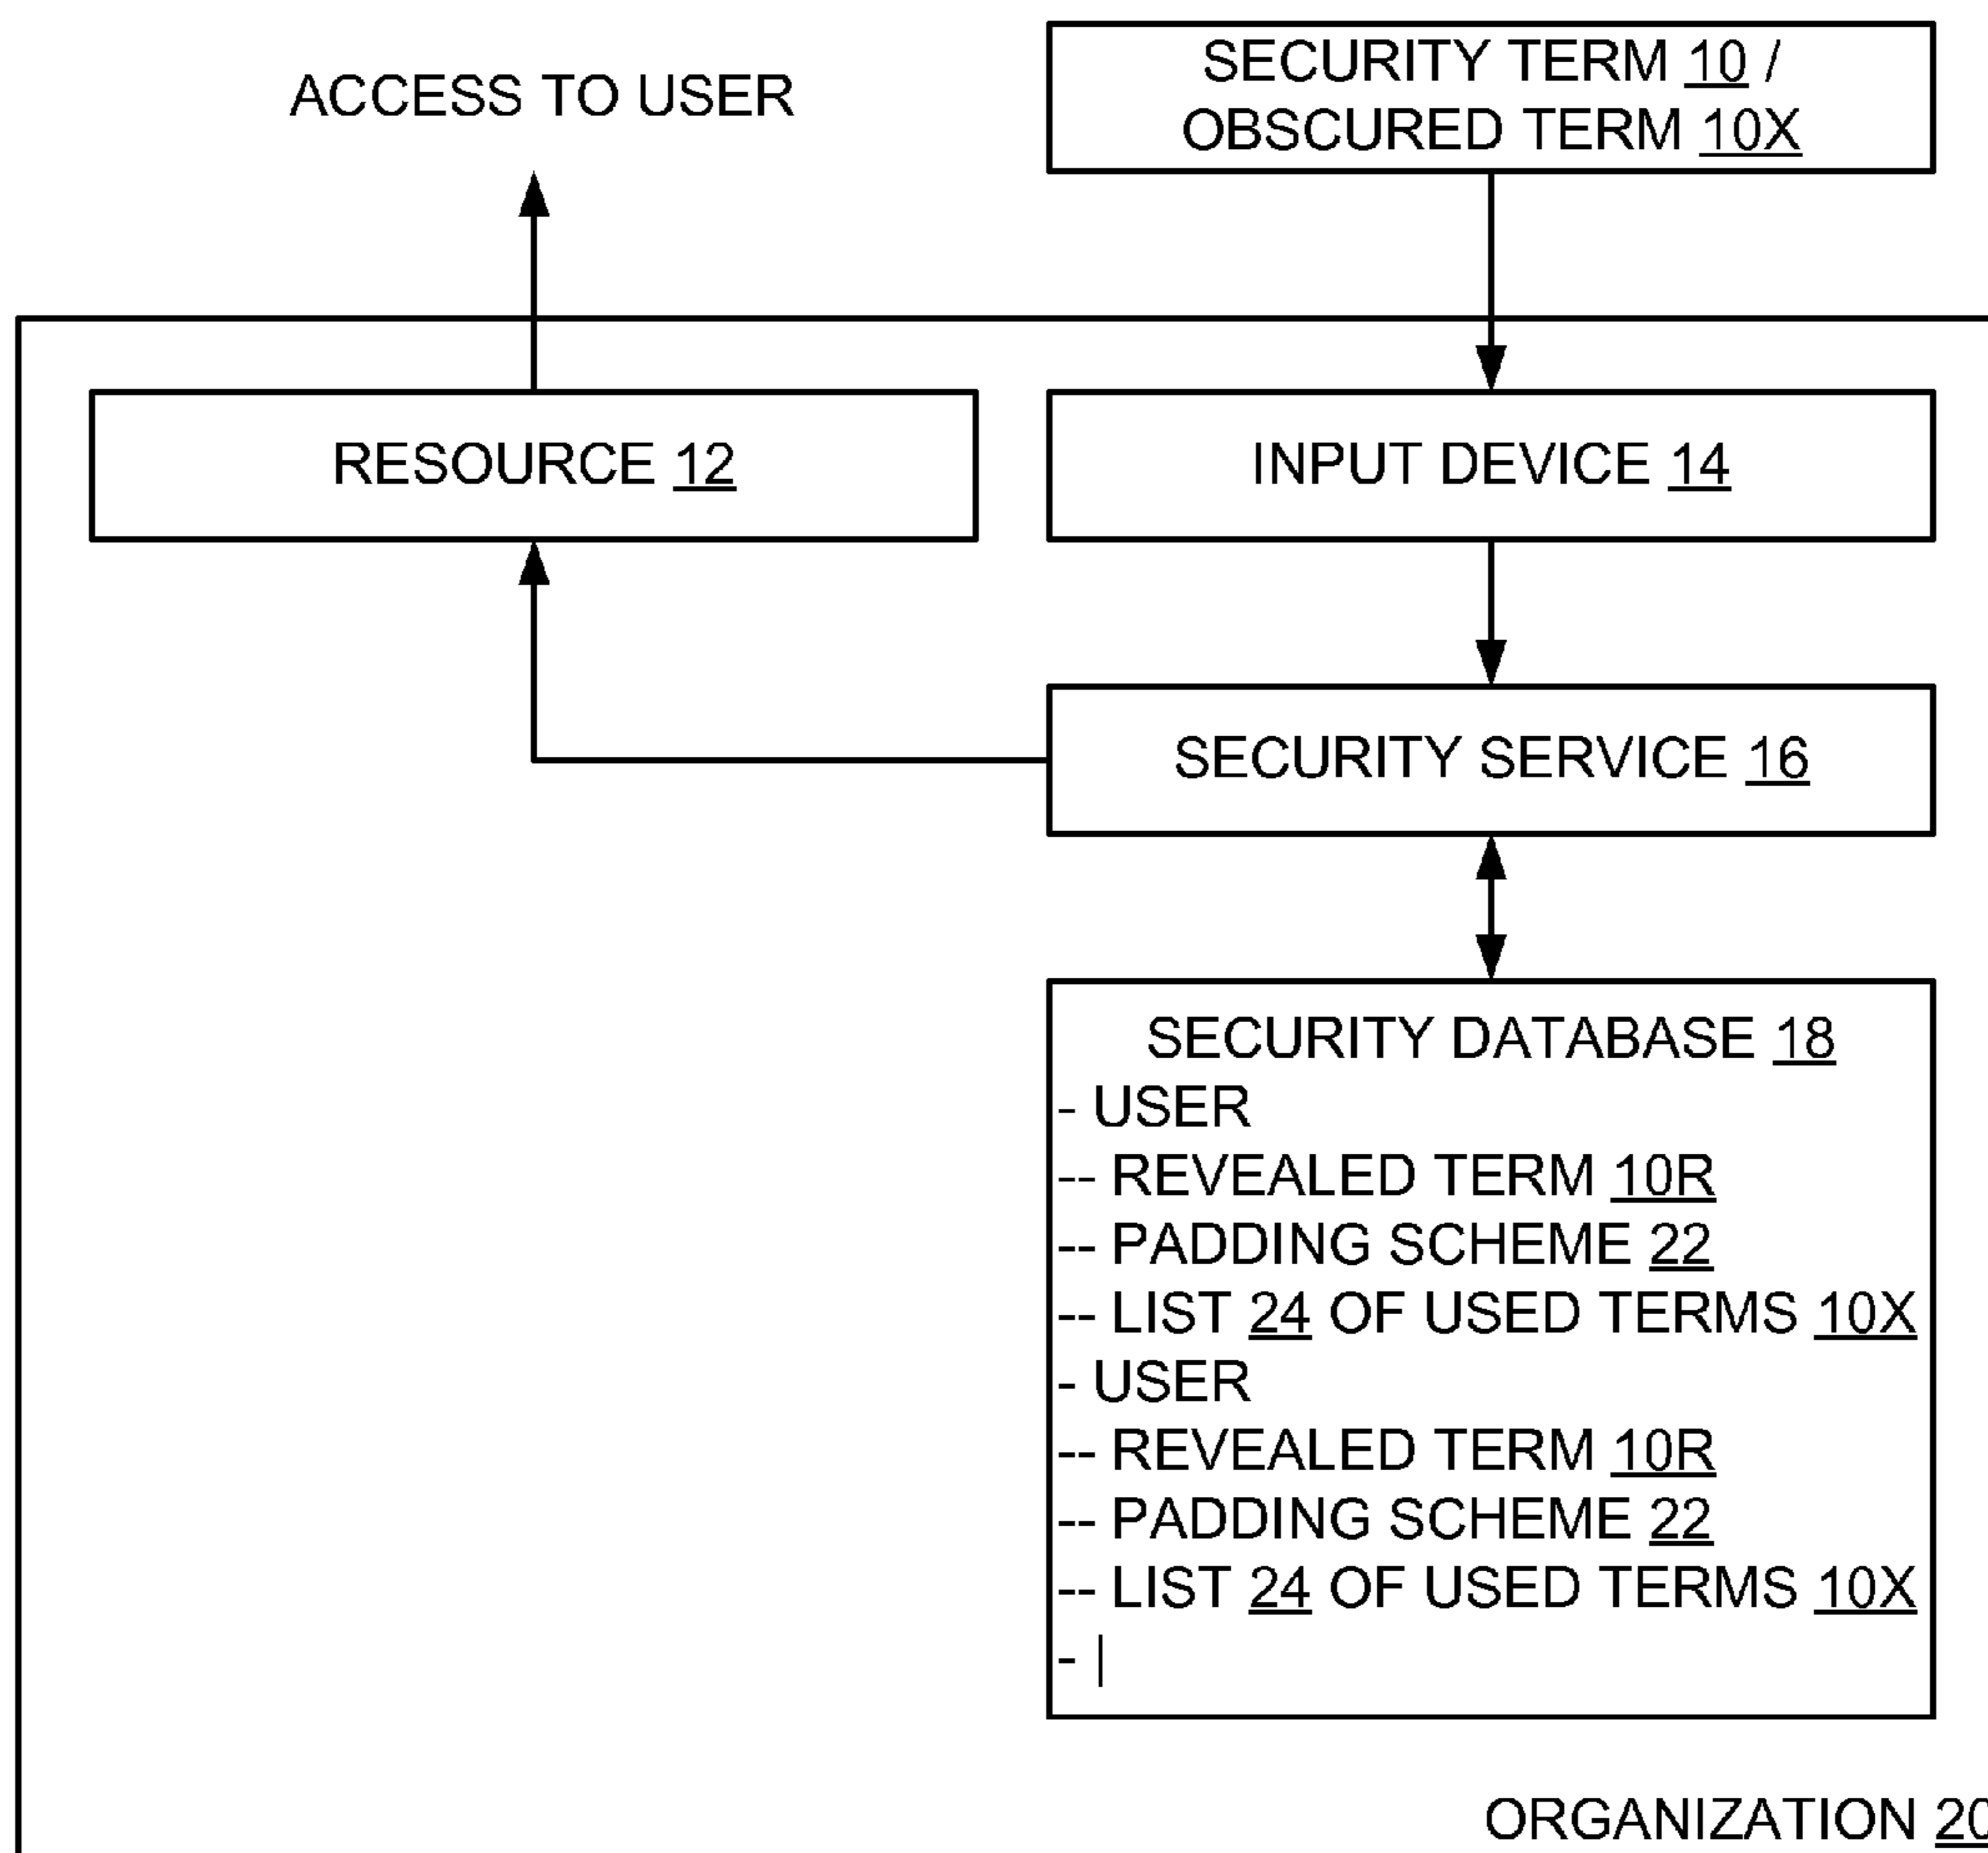 ACCESS TO USER
SECURITY TERM 10 /
OBSCURED TERM 10X
RESOURCE 12
INPUT DEVICE 14
SECURITY SERVICE 16
SECURITY DATABASE 18
- USER
-- REVEALED TERM 10R
-- PADDING SCHEME 22
-- LIST 24 OF USED TERMS 10X
- USER
-- REVEALED TERM 10R
-- PADDING SCHEME 22
-- LIST 24 OF USED TERMS 10X
- |
ORGANIZATION 20